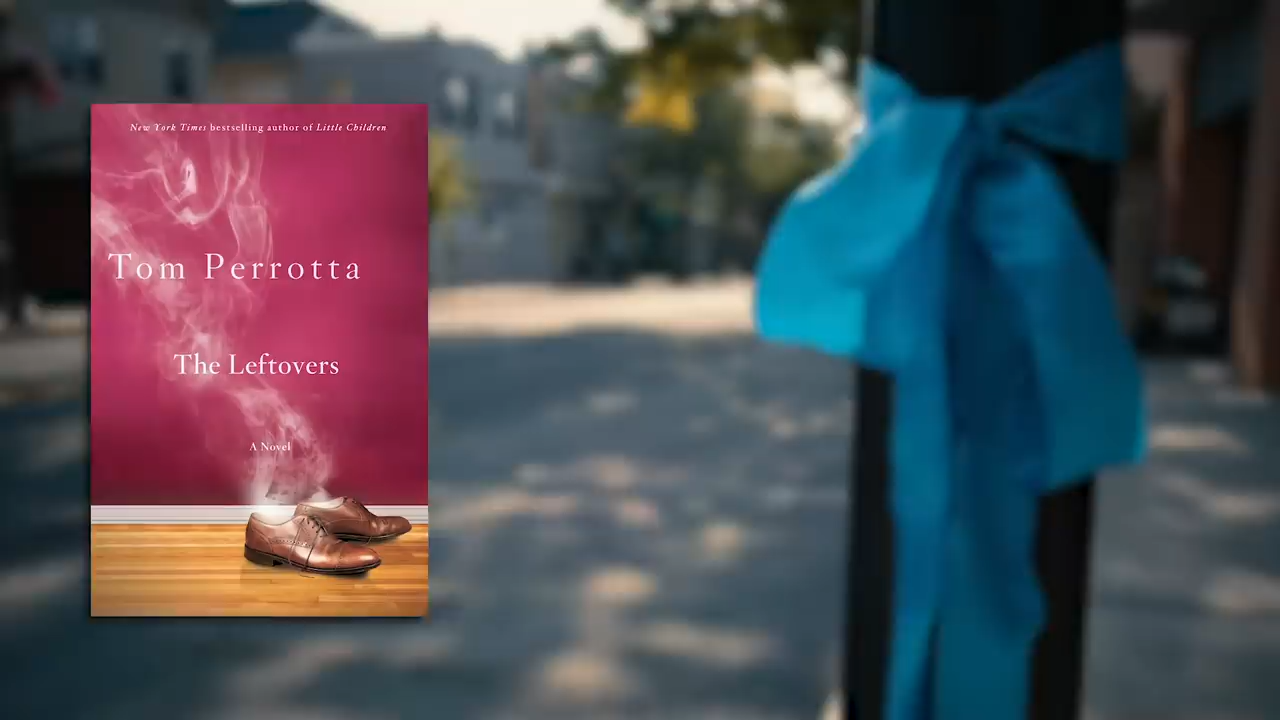 New York Times bestselling author of Little Children
Tom Perrotta
The Leftovers
A Novel